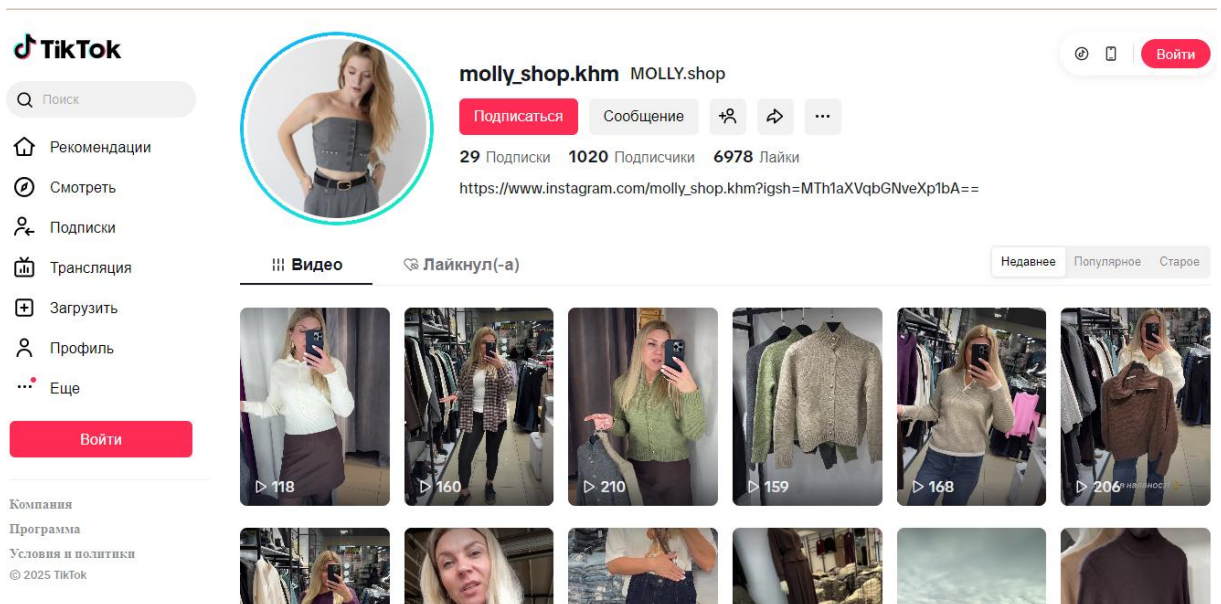 TikTok
Поиск
Рекомендации
Смотреть
Подписки
Трансляция
Загрузить
Профиль
Еще
Войти
Компания
Программа
Условия и политики
© 2025 TikTok
molly_shop.khm MOLLY.shop
Подписаться Сообщение
29 Подписки 1020 Подписчики 6978 Лайки
https://www.instagram.com/molly_shop.khm?igsh=MTh1aXVqbGNveXp1bA==
Войти
Видео Лайкнул(-а)
Недавнее Популярное Старое
118 160 210 159 168 206
в наявності